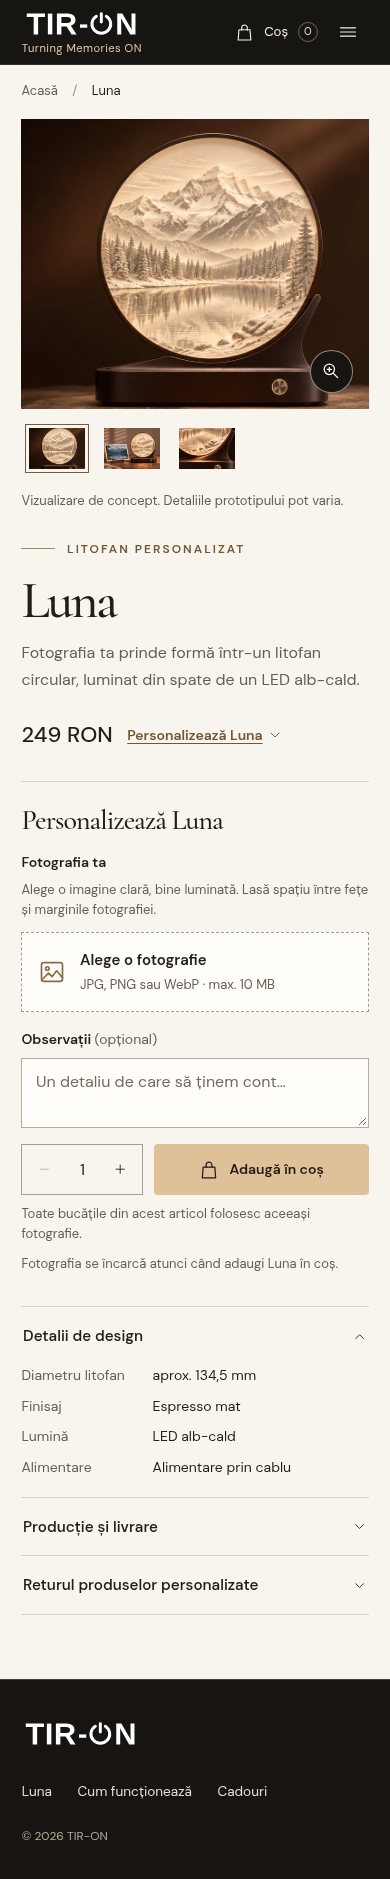 TIR-ON
Turning Memories ON
Coș 0
Acasă / Luna
Vizualizare de concept. Detaliile prototipului pot varia.
LITOFAN PERSONALIZAT
Luna
Fotografia ta prinde formă într-un litofan
circular, luminat din spate de un LED alb-cald.
249 RON Personalizează Luna
Personalizează Luna
Fotografia ta
Alege o imagine clară, bine luminată. Lasă spațiu între fețe
și marginile fotografiei.
Alege o fotografie
JPG, PNG sau WebP · max. 10 MB
Observații (opțional)
Un detaliu de care să ținem cont...
− 1 + Adaugă în coș
Toate bucățile din acest articol folosesc aceeași
fotografie.
Fotografia se încarcă atunci când adaugi Luna în coș.
Detalii de design
Diametru litofan aprox. 134,5 mm
Finisaj Espresso mat
Lumină LED alb-cald
Alimentare Alimentare prin cablu
Producție și livrare
Returul produselor personalizate
TIR-ON
Luna Cum funcționează Cadouri
© 2026 TIR-ON